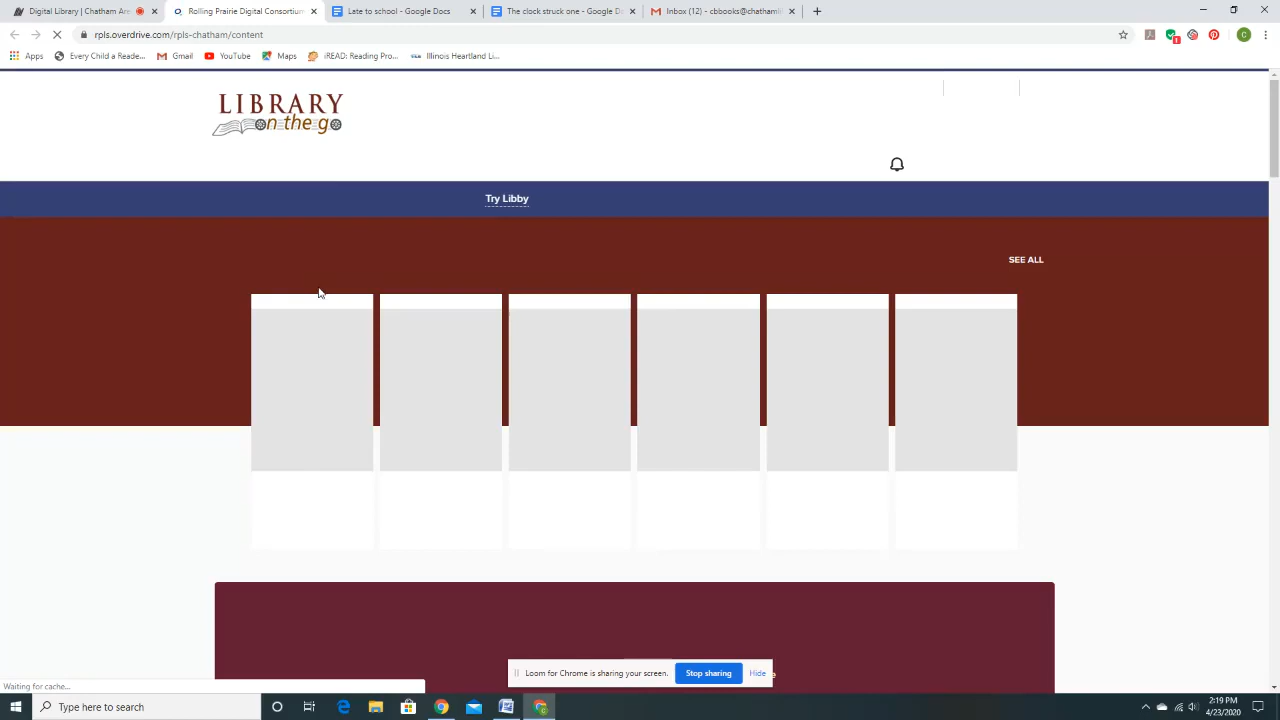 Digital Library | Chatham Are
Rolling Prairie Digital Consortium
Late to school - Google Docs
The clock struck one - Google Do
Inbox (12) - cbbooks@chathamli
rpls.overdrive.com/rpls-chatham/content
Apps
Every Child a Reade...
Gmail
YouTube
Maps
iREAD: Reading Pro...
Illinois Heartland Li...
LIBRARY
On the go
Try Libby
SEE ALL
Loom for Chrome is sharing your screen.
Stop sharing
Hide
Waiting for cache...
Type here to search
2:19 PM
4/23/2020